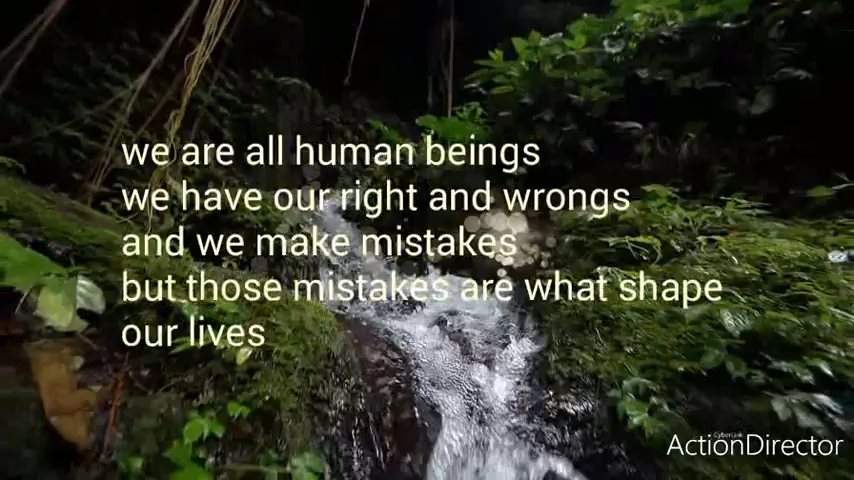 we are all human beings
we have our right and wrongs
and we make mistakes
but those mistakes are what shape
our lives
CyberLink
ActionDirector